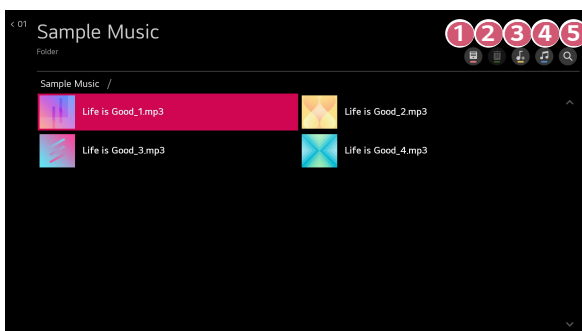 < 01
Sample Music
Folder
1 2 3 4 5
Sample Music /
Life is Good_1.mp3
Life is Good_2.mp3
Life is Good_3.mp3
Life is Good_4.mp3